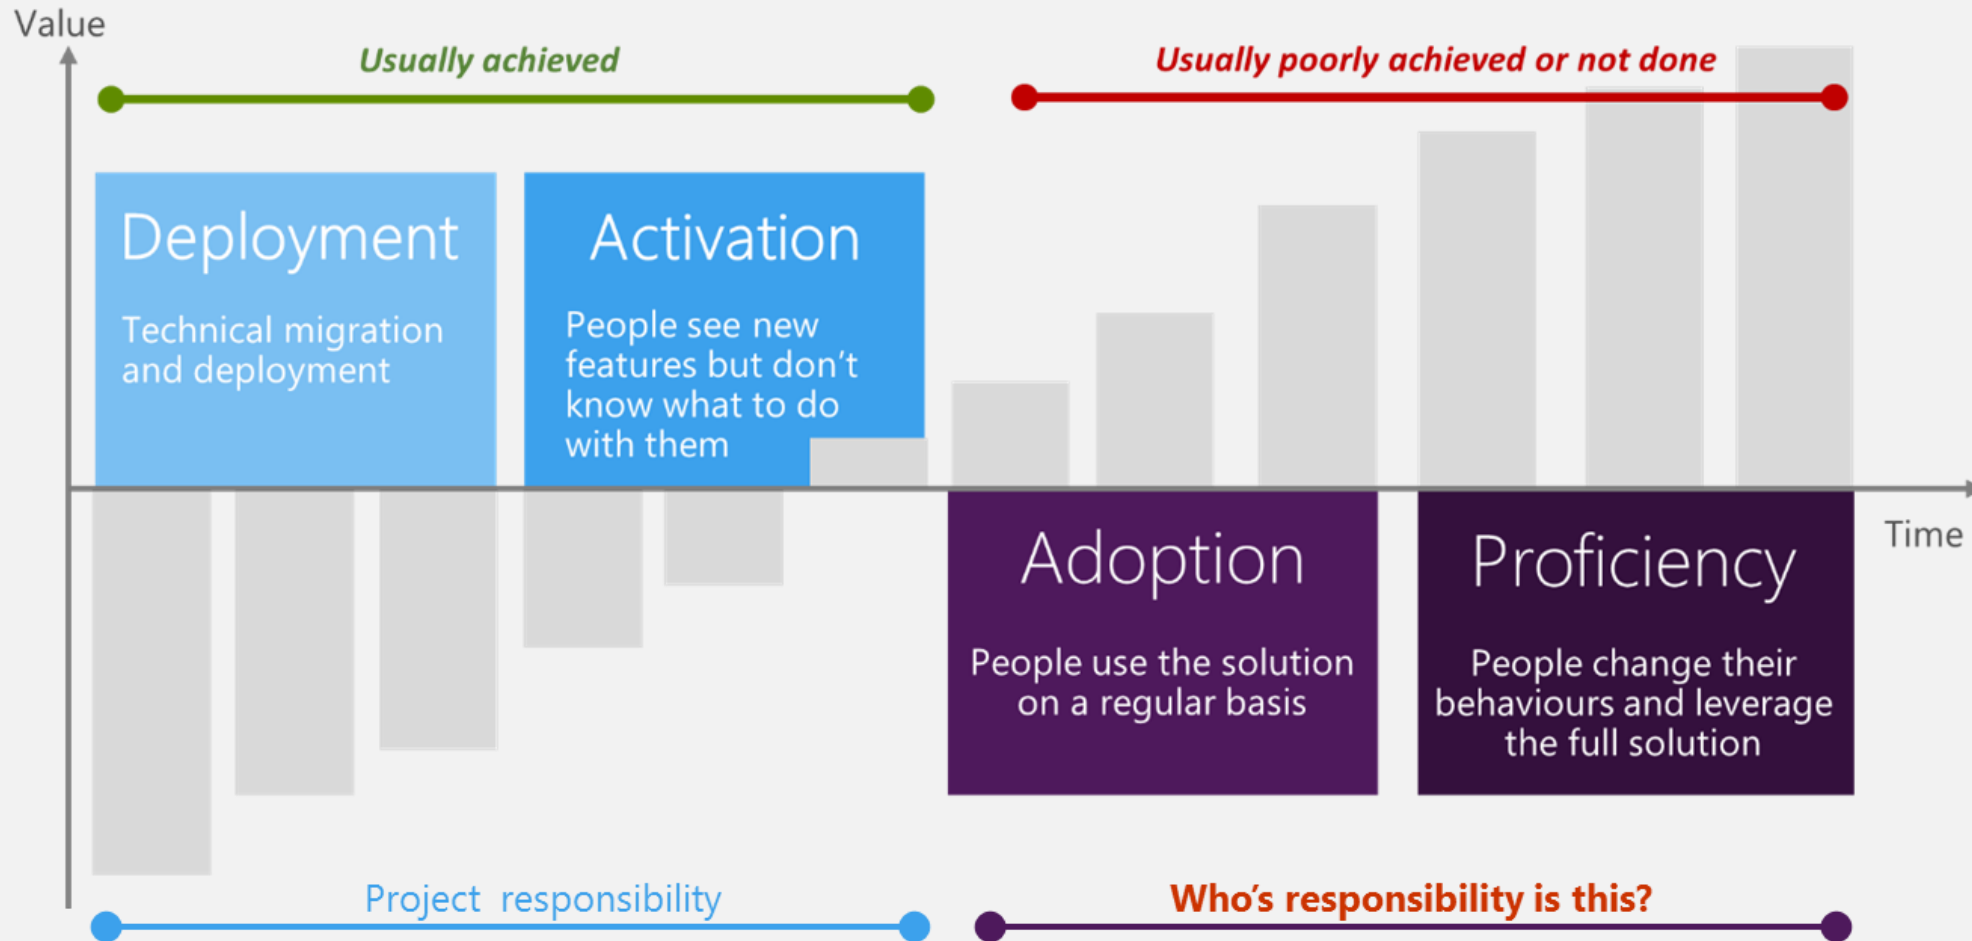 Value
Usually achieved
Usually poorly achieved or not done
Deployment
Technical migration
and deployment
Activation
People see new
features but don't
know what to do
with them
Time
Adoption
People use the solution
on a regular basis
Proficiency
People change their
behaviours and leverage
the full solution
Project responsibility
Who's responsibility is this?